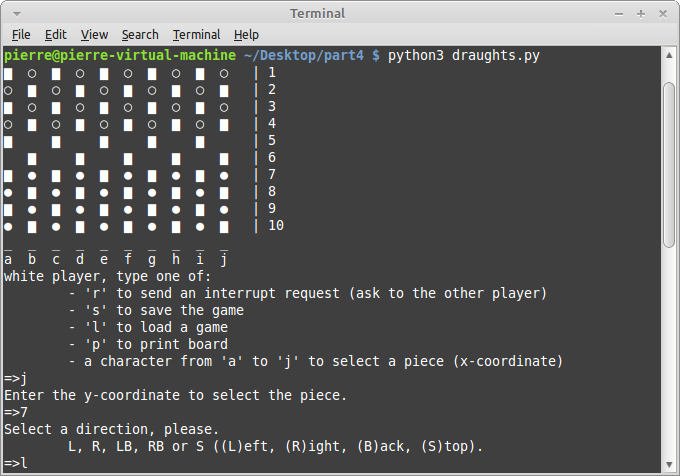 Terminal
File Edit View Search Terminal Help
pierre@pierre-virtual-machine ~/Desktop/part4 $ python3 draughts.py
■  ○  ■  ○  ■  ○  ■  ○  ■  ○   | 1
○  ■  ○  ■  ○  ■  ○  ■  ○  ■   | 2
■  ○  ■  ○  ■  ○  ■  ○  ■  ○   | 3
○  ■  ○  ■  ○  ■  ○  ■  ○  ■   | 4
■     ■     ■     ■     ■      | 5
   ■     ■     ■     ■     ■   | 6
■  ●  ■  ●  ■  ●  ■  ●  ■  ●   | 7
●  ■  ●  ■  ●  ■  ●  ■  ●  ■   | 8
■  ●  ■  ●  ■  ●  ■  ●  ■  ●   | 9
●  ■  ●  ■  ●  ■  ●  ■  ●  ■   | 10
_  _  _  _  _  _  _  _  _  _
a  b  c  d  e  f  g  h  i  j
white player, type one of:
- 'r' to send an interrupt request (ask to the other player)
- 's' to save the game
- 'l' to load a game
- 'p' to print board
- a character from 'a' to 'j' to select a piece (x-coordinate)
=>j
Enter the y-coordinate to select the piece.
=>7
Select a direction, please.
L, R, LB, RB or S ((L)eft, (R)ight, (B)ack, (S)top).
=>l